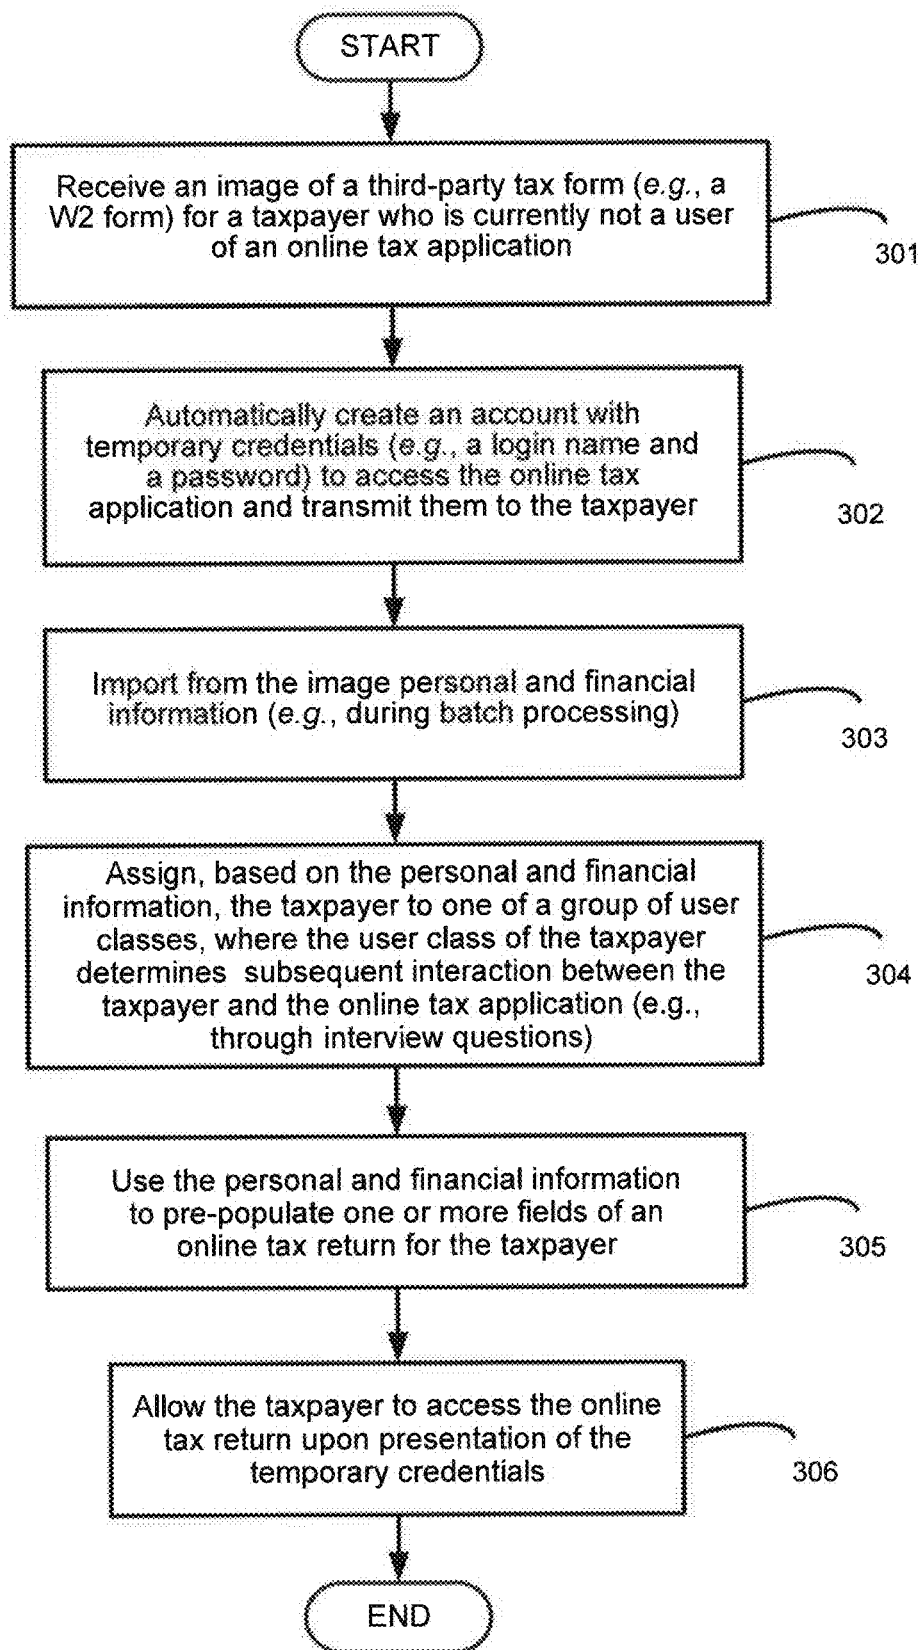 START
Receive an image of a third-party tax form (e.g., a
W2 form) for a taxpayer who is currently not a user
of an online tax application
301
Automatically create an account with
temporary credentials (e.g., a login name and
a password) to access the online tax
application and transmit them to the taxpayer
302
Import from the image personal and financial
information (e.g., during batch processing)
303
Assign, based on the personal and financial
information, the taxpayer to one of a group of user
classes, where the user class of the taxpayer
determines subsequent interaction between the
taxpayer and the online tax application (e.g.,
through interview questions)
304
Use the personal and financial information
to pre-populate one or more fields of an
online tax return for the taxpayer
305
Allow the taxpayer to access the online
tax return upon presentation of the
temporary credentials
306
END